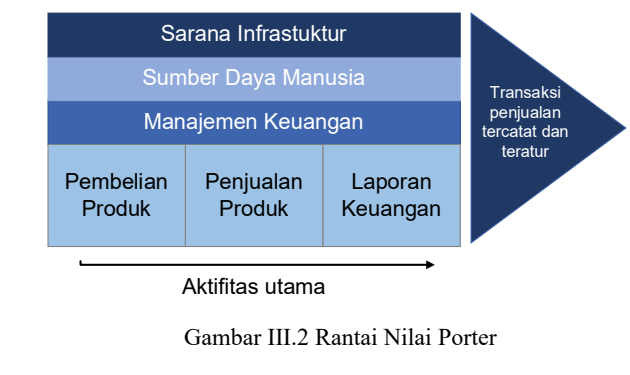 Sarana Infrastuktur
Sumber Daya Manusia
Manajemen Keuangan
Pembelian
Produk
Penjualan
Produk
Laporan
Keuangan
Transaksi
penjualan
tercatat dan
teratur
Aktifitas utama
Gambar III.2 Rantai Nilai Porter